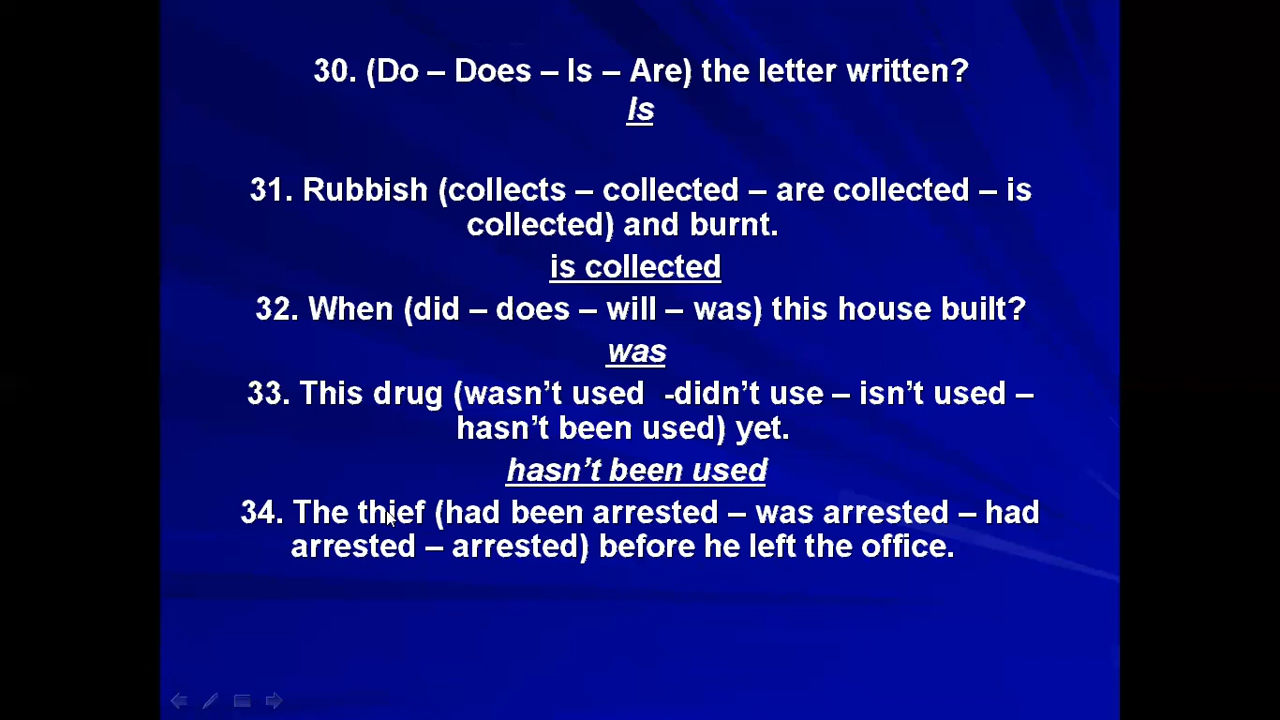 30. (Do – Does – Is – Are) the letter written?
Is
31. Rubbish (collects – collected – are collected – is
collected) and burnt.
is collected
32. When (did – does – will – was) this house built?
was
33. This drug (wasn’t used  -didn’t use – isn’t used –
hasn’t been used) yet.
hasn’t been used
34. The thief (had been arrested – was arrested – had
arrested – arrested) before he left the office.